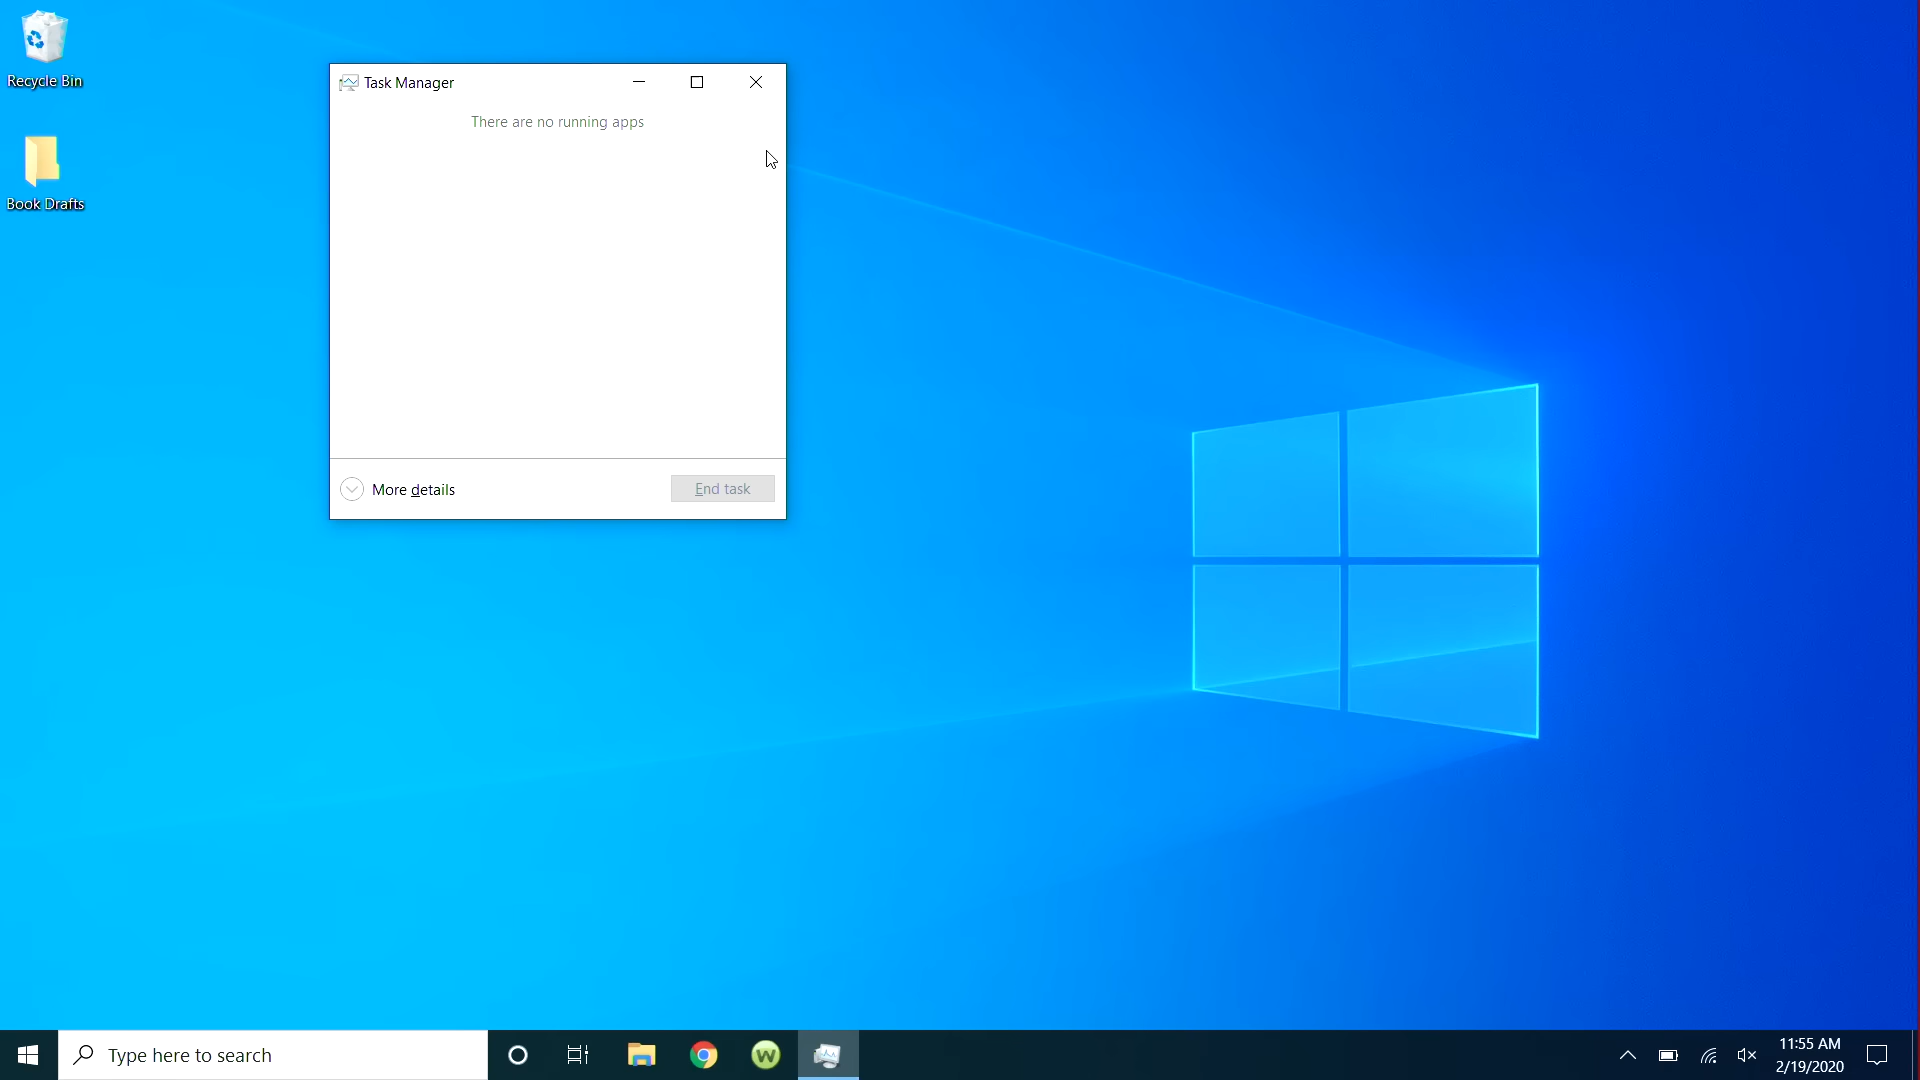 Recycle Bin
Book Drafts
Task Manager
There are no running apps
More details
End task
Type here to search
W
11:55 AM
2/19/2020